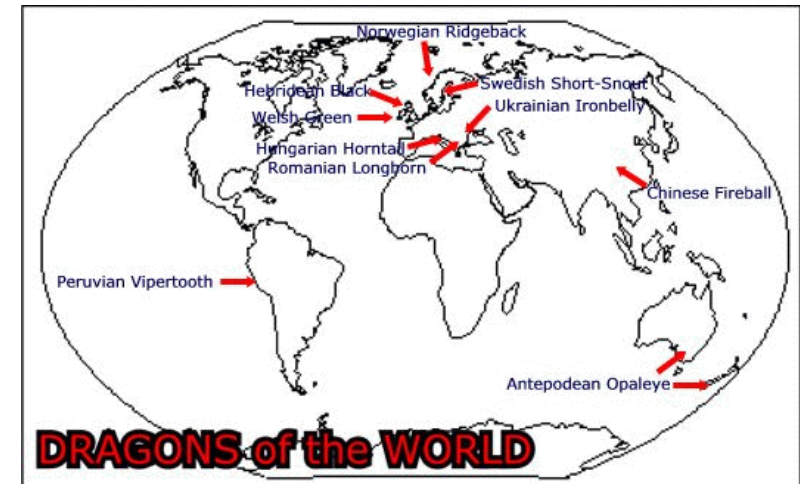 Norwegian Ridgeback
Hebridean Black
Swedish Short-Snout
Ukrainian Ironbelly
Welsh Green
Hungarian Horntail
Romanian Longhorn
Chinese Fireball
Peruvian Vipertooth
Antepodean Opaleye
DRAGONS of the WORLD